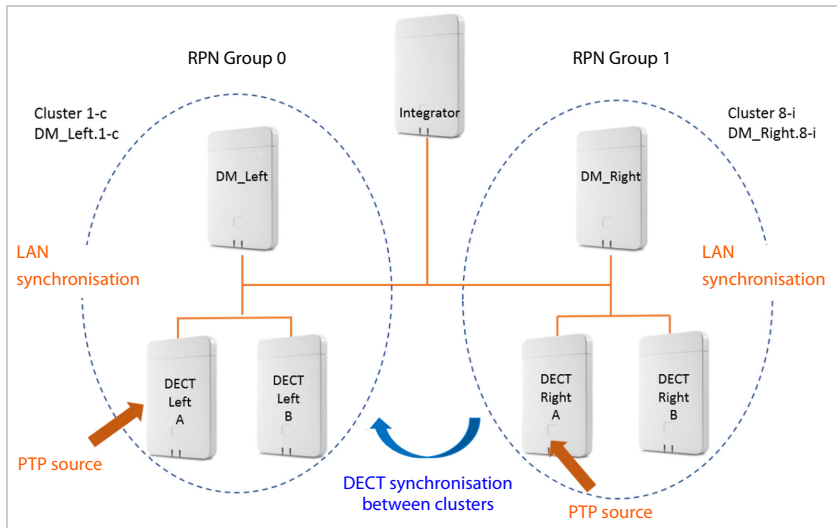 RPN Group 0
RPN Group 1
Integrator
Cluster 1-c
DM_Left.1-c
Cluster 8-i
DM_Right.8-i
DM_Left
DM_Right
LAN
synchronisation
LAN
synchronisation
DECT
Left
A
DECT
Left
B
DECT
Right
A
DECT
Right
B
PTP source
DECT synchronisation
between clusters
PTP source